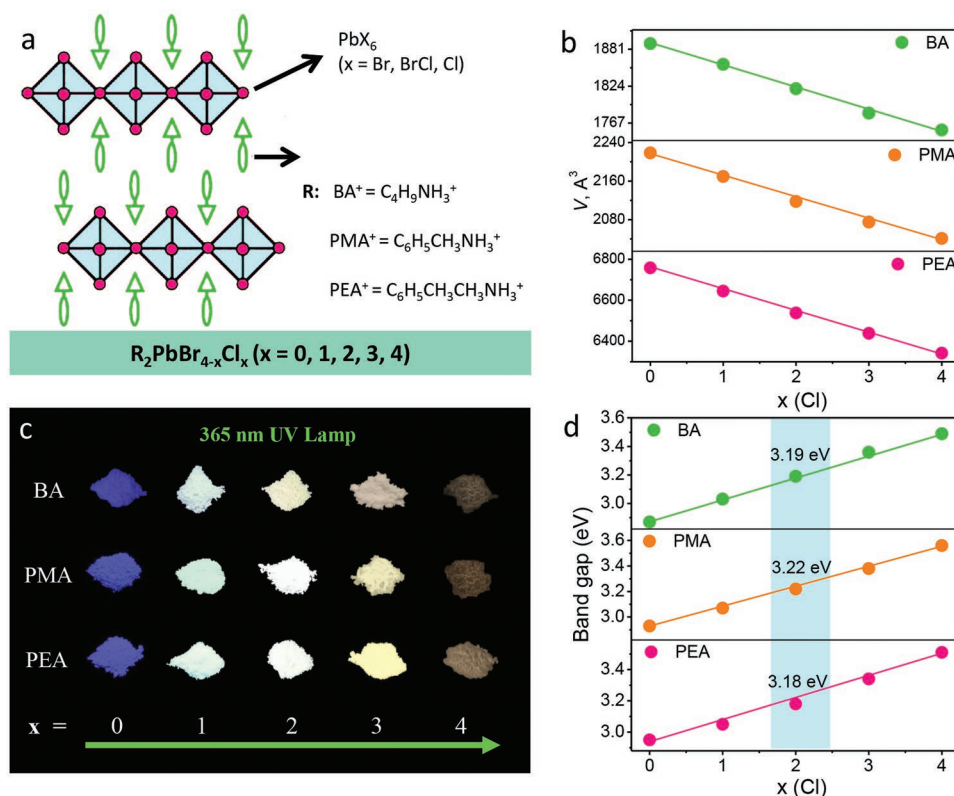 a
PbX₆
(x = Br, BrCl, Cl)
R: BA⁺ = C₄H₉NH₃⁺
PMA⁺ = C₆H₅CH₃NH₃⁺
PEA⁺ = C₆H₅CH₃CH₃NH₃⁺
R₂PbBr₄₋ₓClₓ (x = 0, 1, 2, 3, 4)
b
BA
1881
1824
1767
PMA
2240
2160
2080
PEA
6800
6600
6400
V, A³
0 1 2 3 4
x (Cl)
c
365 nm UV Lamp
BA
PMA
PEA
x = 0 1 2 3 4
d
BA
3.19 eV
3.6
3.4
3.2
3.0
PMA
3.22 eV
3.6
3.4
3.2
3.0
PEA
3.18 eV
3.4
3.2
3.0
Band gap (eV)
0 1 2 3 4
x (Cl)